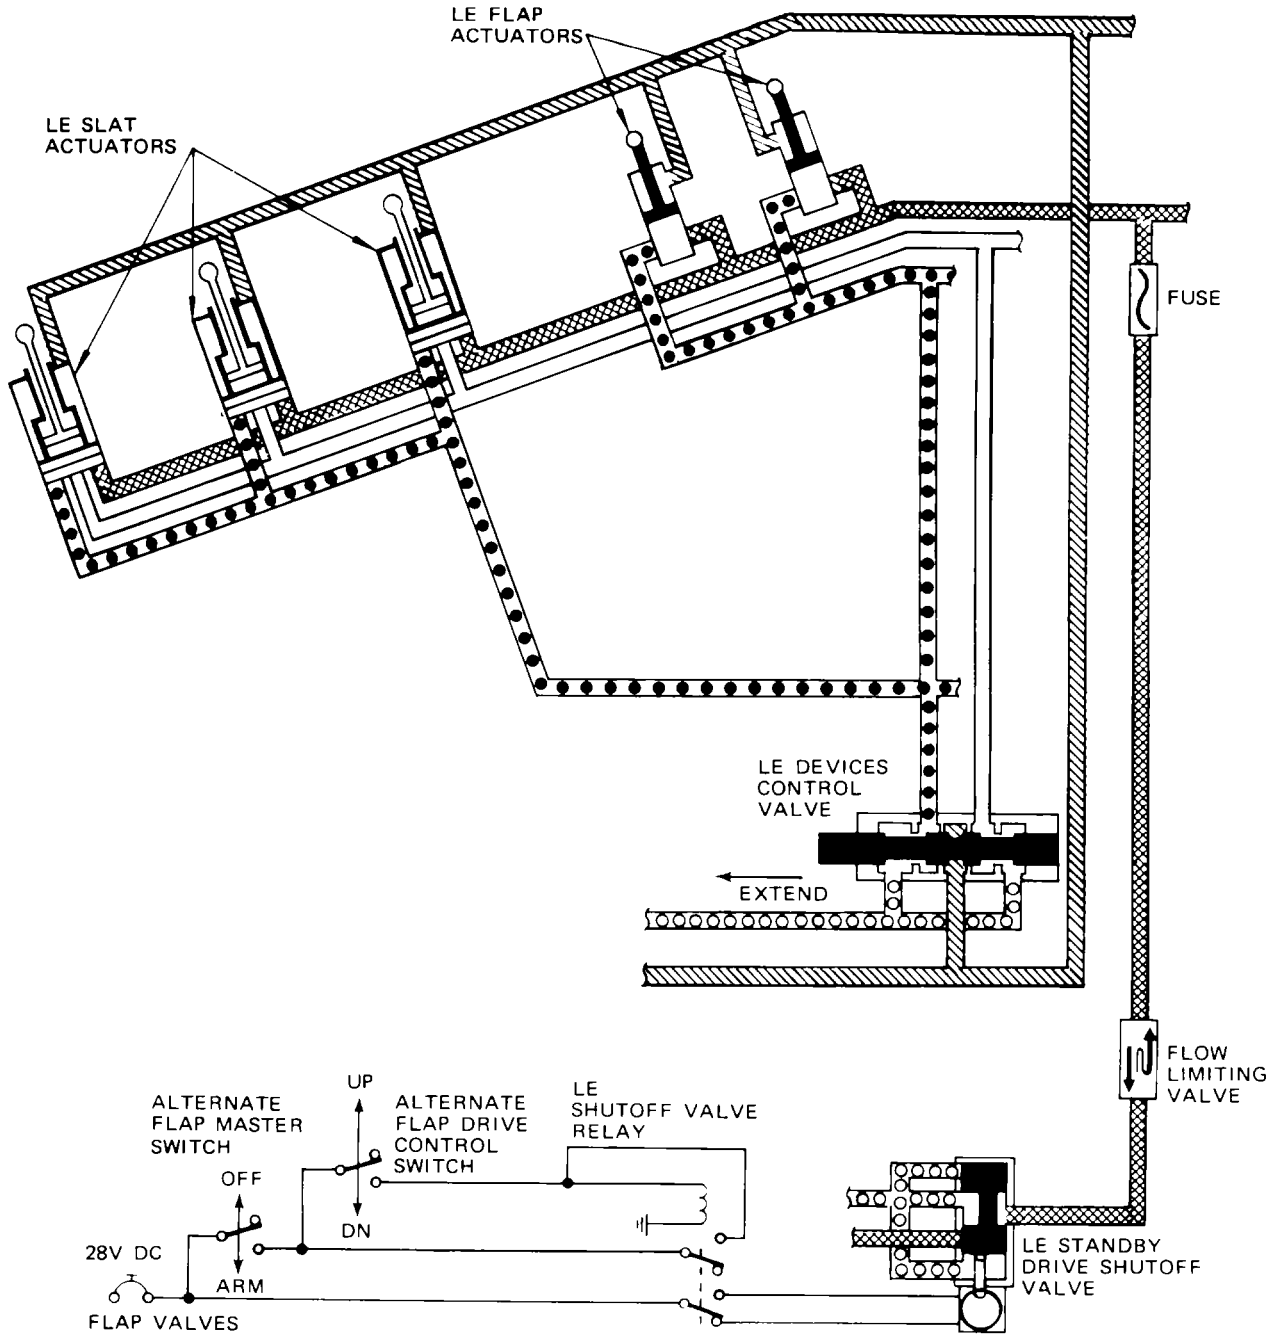 LE FLAP
ACTUATORS
LE SLAT
ACTUATORS
FUSE
LE DEVICES
CONTROL
VALVE
EXTEND
FLOW
LIMITING
VALVE
UP
ALTERNATE
FLAP MASTER
SWITCH
ALTERNATE
FLAP DRIVE
CONTROL
SWITCH
LE
SHUTOFF VALVE
RELAY
OFF
DN
28V DC
ARM
FLAP VALVES
LE STANDBY
DRIVE SHUTOFF
VALVE